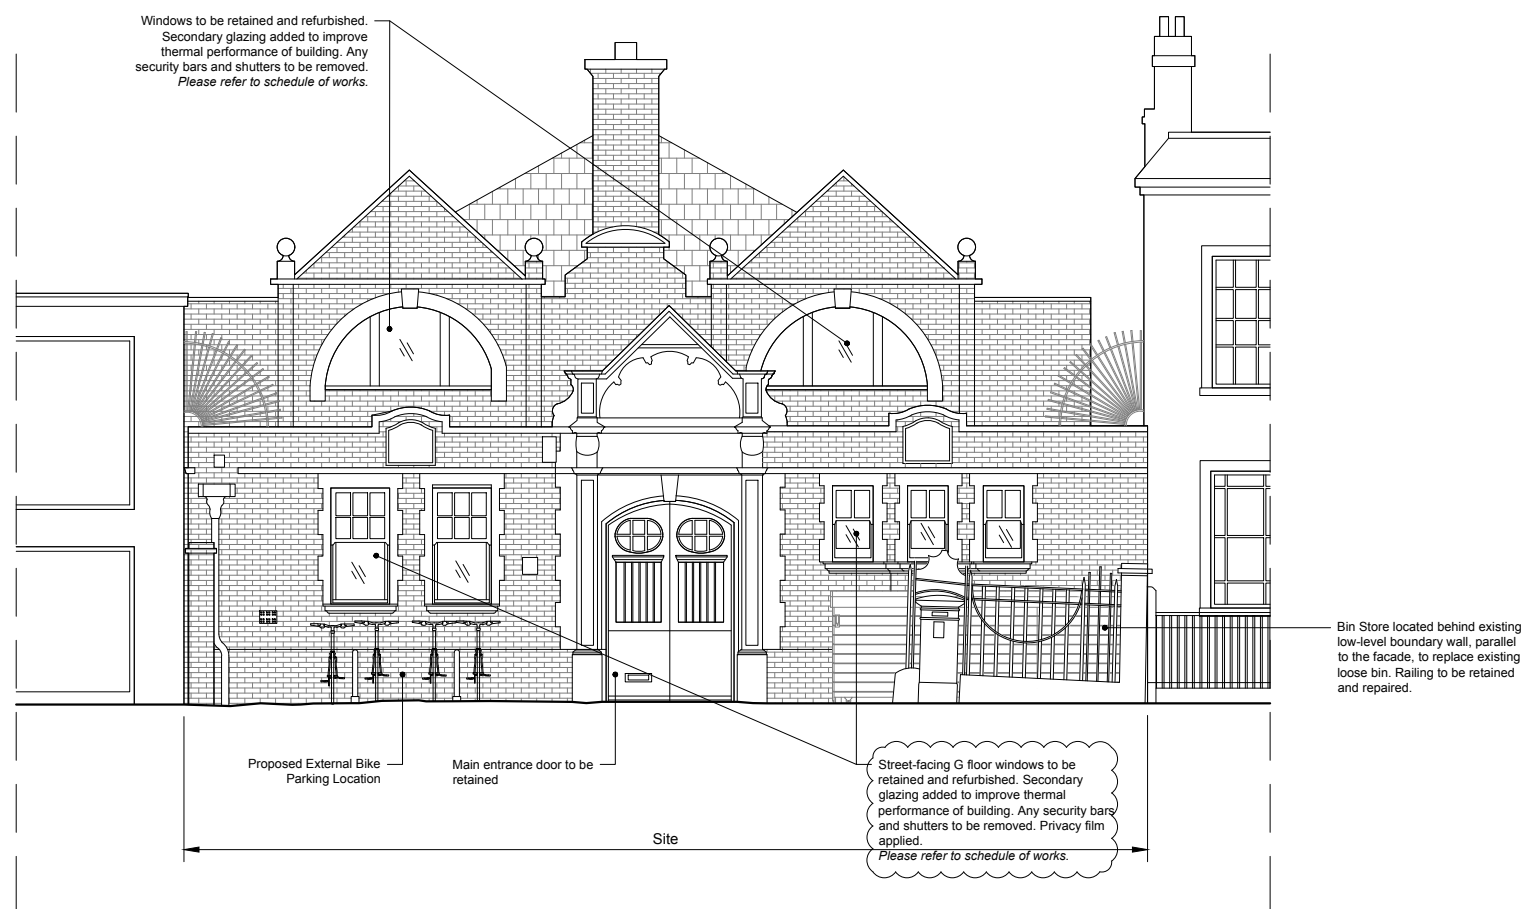 Windows to be retained and refurbished.
Secondary glazing added to improve
thermal performance of building. Any
security bars and shutters to be removed.
Please refer to schedule of works.
Bin Store located behind existing
low-level boundary wall, parallel
to the facade, to replace existing
loose bin. Railing to be retained
and repaired.
Proposed External Bike
Parking Location
Main entrance door to be
retained
Street-facing G floor windows to be
retained and refurbished. Secondary
glazing added to improve thermal
performance of building. Any security bars
and shutters to be removed. Privacy film
applied.
Please refer to schedule of works.
Site